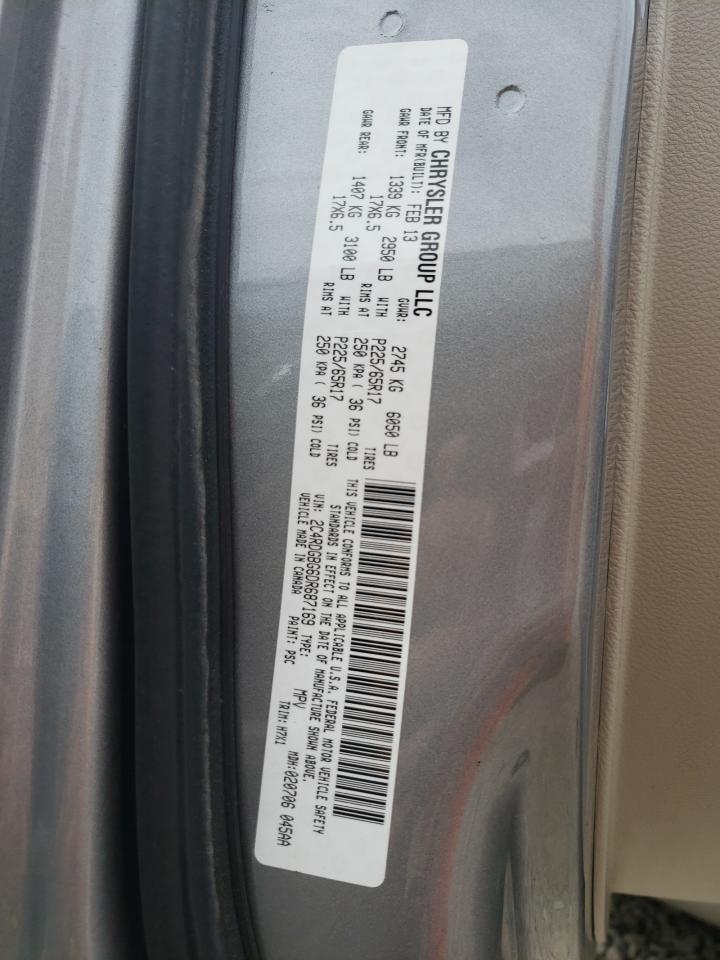 MFD BY CHRYSLER GROUP LLC
DATE OF MFR(BUILT): FEB 13 GVWR: 2745 KG 6050 LB
GAWR FRONT: 1339 KG 2950 LB WITH P225/65R17 TIRES
17X6.5 RIMS AT 250 KPA ( 36 PSI) COLD
GAWR REAR: 1407 KG 3100 LB WITH P225/65R17 TIRES
17X6.5 RIMS AT 250 KPA ( 36 PSI) COLD
THIS VEHICLE CONFORMS TO ALL APPLICABLE U.S.A. FEDERAL MOTOR VEHICLE SAFETY
STANDARDS IN EFFECT ON THE DATE OF MANUFACTURE SHOWN ABOVE.
VIN: 2C4RDGBG6DR687169 TYPE: MPV MDH:020706 045AA
VEHICLE MADE IN CANADA PAINT: PSC TRIM: H7X1